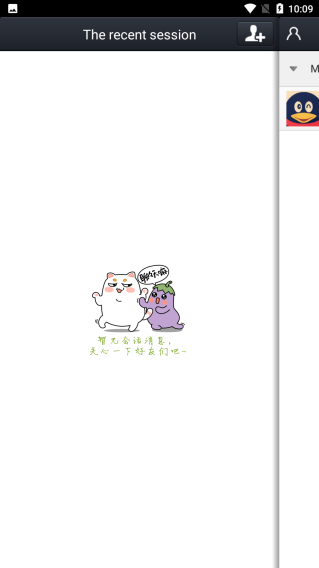 10:09
The recent session
M
聊天啊
暂无会话消息,
关心一下好友们吧~